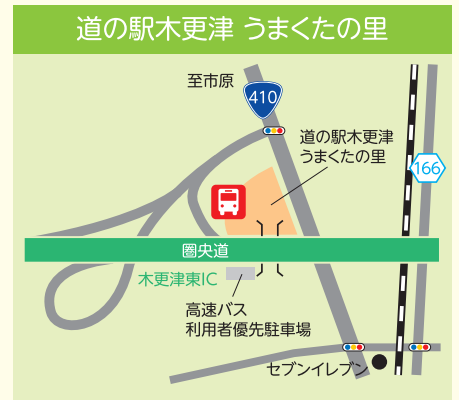 道の駅木更津 うまくたの里
至市原
410
道の駅木更津
うまくたの里
166
圏央道
木更津東IC
高速バス
利用者優先駐車場
セブンイレブン